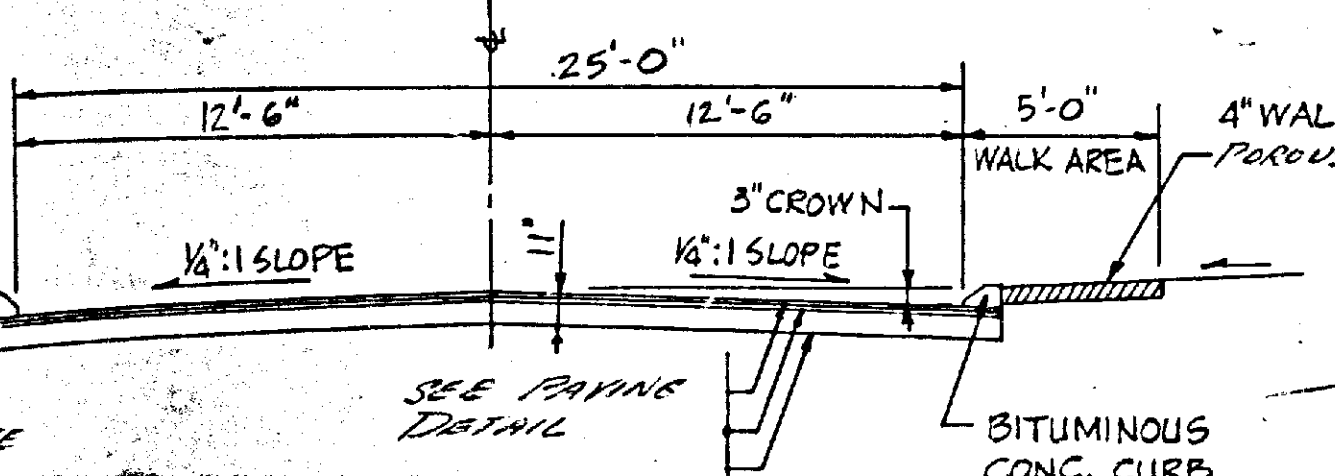 25'-0"
12'-6"
12'-6"
5'-0"
4" WAL
WALK AREA
POROU
3" CROWN
1/4":1 SLOPE
1/4":1 SLOPE
11"
SEE PAVING
DETAIL
BITUMINOUS
CONC. CURB